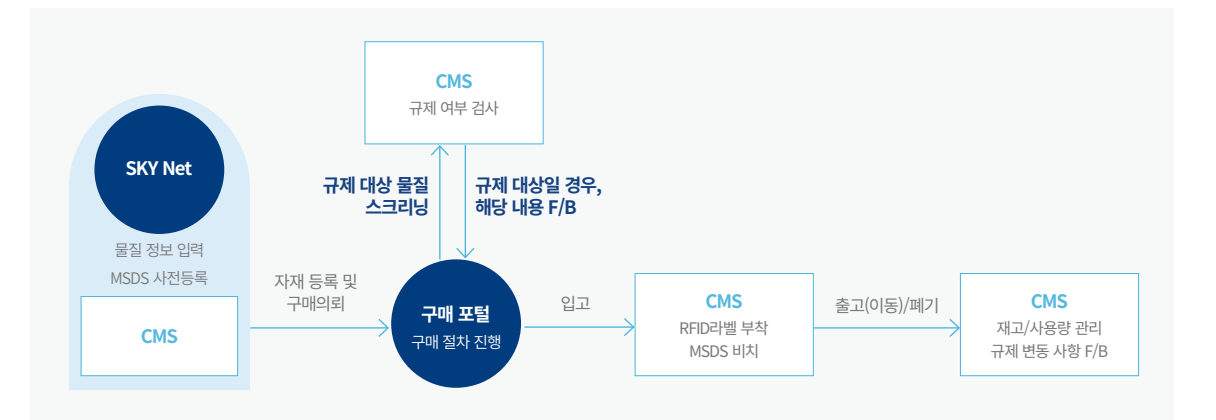 CMS
규제 여부 검사
SKY Net
규제 대상 물질
스크리닝
규제 대상일 경우,
해당 내용 F/B
물질 정보 입력
MSDS 사전등록
CMS
자재 등록 및
구매의뢰
구매 포털
구매 절차 진행
입고
CMS
RFID라벨 부착
MSDS 비치
출고(이동)/폐기
CMS
재고/사용량 관리
규제 변동 사항 F/B